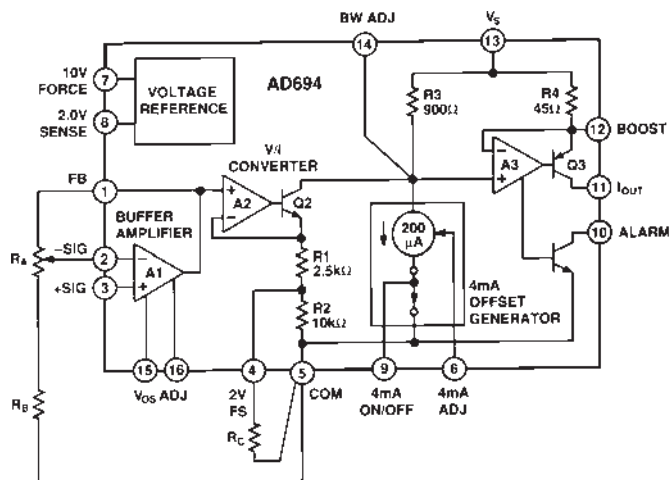 BW ADJ
14
VS
13
10V
FORCE
7
VOLTAGE
REFERENCE
AD694
R3
900Ω
R4
45Ω
2.0V
SENSE
8
12
BOOST
V/I
CONVERTER
−
+
A3
Q3
FB
1
+
−
A2
Q2
11
IOUT
BUFFER
AMPLIFIER
200
µA
10
ALARM
RA
−SIG
2
−
A1
+SIG
3
+
R1
2.5kΩ
4mA
OFFSET
GENERATOR
R2
10kΩ
15
16
4
5
9
6
VOS ADJ
2V
FS
COM
4mA
ON/OFF
4mA
ADJ
RB
RC